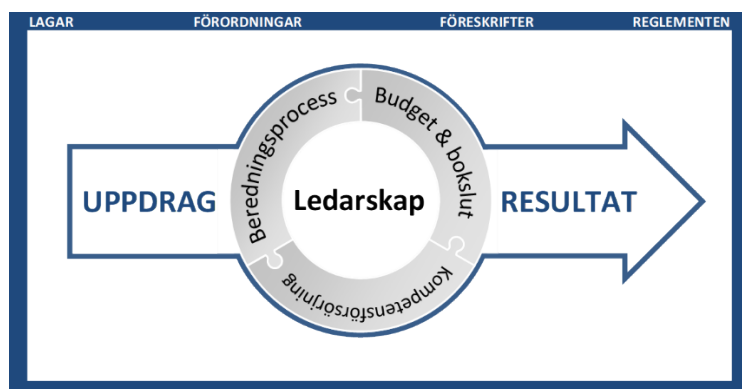 LAGAR FÖRORDNINGAR FÖRESKRIFTER REGLEMENTEN
Beredningsprocess
Budget & bokslut
UPPDRAG Ledarskap RESULTAT
Kompetensförsörjning